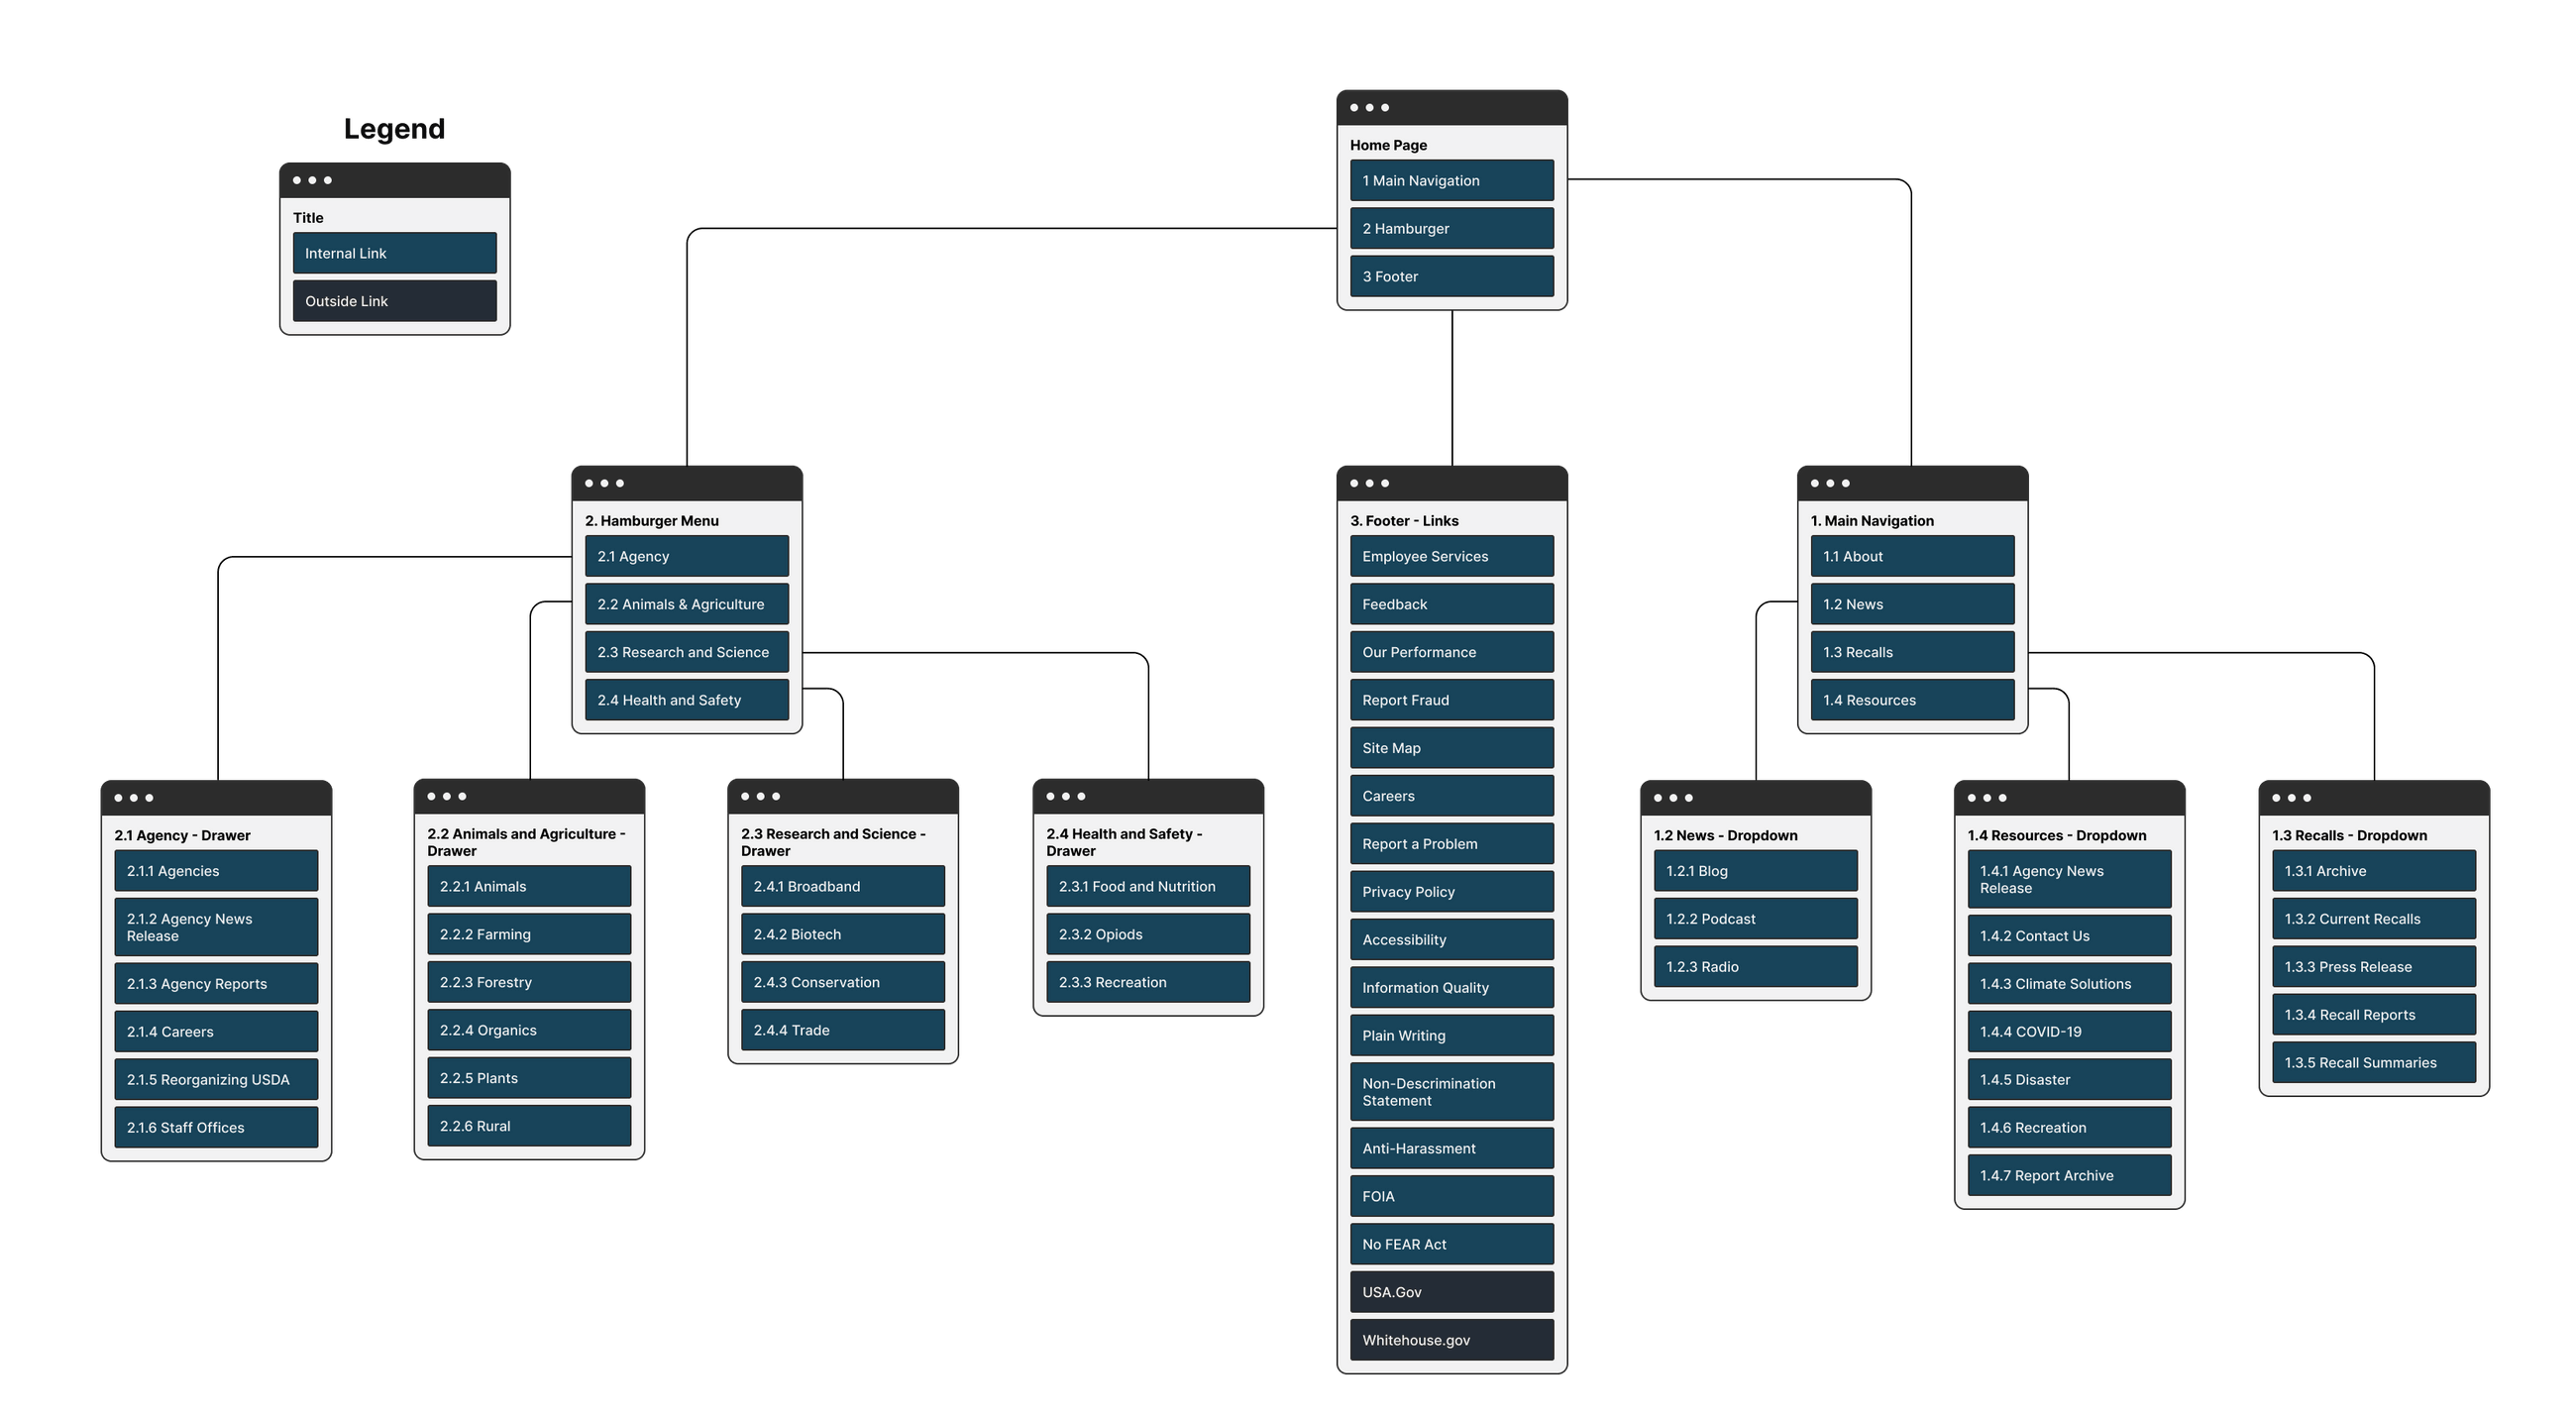 Legend
Title
Internal Link
Outside Link
Home Page
1 Main Navigation
2 Hamburger
3 Footer
2. Hamburger Menu
2.1 Agency
2.2 Animals & Agriculture
2.3 Research and Science
2.4 Health and Safety
3. Footer - Links
Employee Services
Feedback
Our Performance
Report Fraud
Site Map
Careers
Report a Problem
Privacy Policy
Accessibility
Information Quality
Plain Writing
Non-Descrimination
Statement
Anti-Harassment
FOIA
No FEAR Act
USA.Gov
Whitehouse.gov
1. Main Navigation
1.1 About
1.2 News
1.3 Recalls
1.4 Resources
2.1 Agency - Drawer
2.1.1 Agencies
2.1.2 Agency News
Release
2.1.3 Agency Reports
2.1.4 Careers
2.1.5 Reorganizing USDA
2.1.6 Staff Offices
2.2 Animals and Agriculture -
Drawer
2.2.1 Animals
2.2.2 Farming
2.2.3 Forestry
2.2.4 Organics
2.2.5 Plants
2.2.6 Rural
2.3 Research and Science -
Drawer
2.4.1 Broadband
2.4.2 Biotech
2.4.3 Conservation
2.4.4 Trade
2.4 Health and Safety -
Drawer
2.3.1 Food and Nutrition
2.3.2 Opiods
2.3.3 Recreation
1.2 News - Dropdown
1.2.1 Blog
1.2.2 Podcast
1.2.3 Radio
1.4 Resources - Dropdown
1.4.1 Agency News
Release
1.4.2 Contact Us
1.4.3 Climate Solutions
1.4.4 COVID-19
1.4.5 Disaster
1.4.6 Recreation
1.4.7 Report Archive
1.3 Recalls - Dropdown
1.3.1 Archive
1.3.2 Current Recalls
1.3.3 Press Release
1.3.4 Recall Reports
1.3.5 Recall Summaries